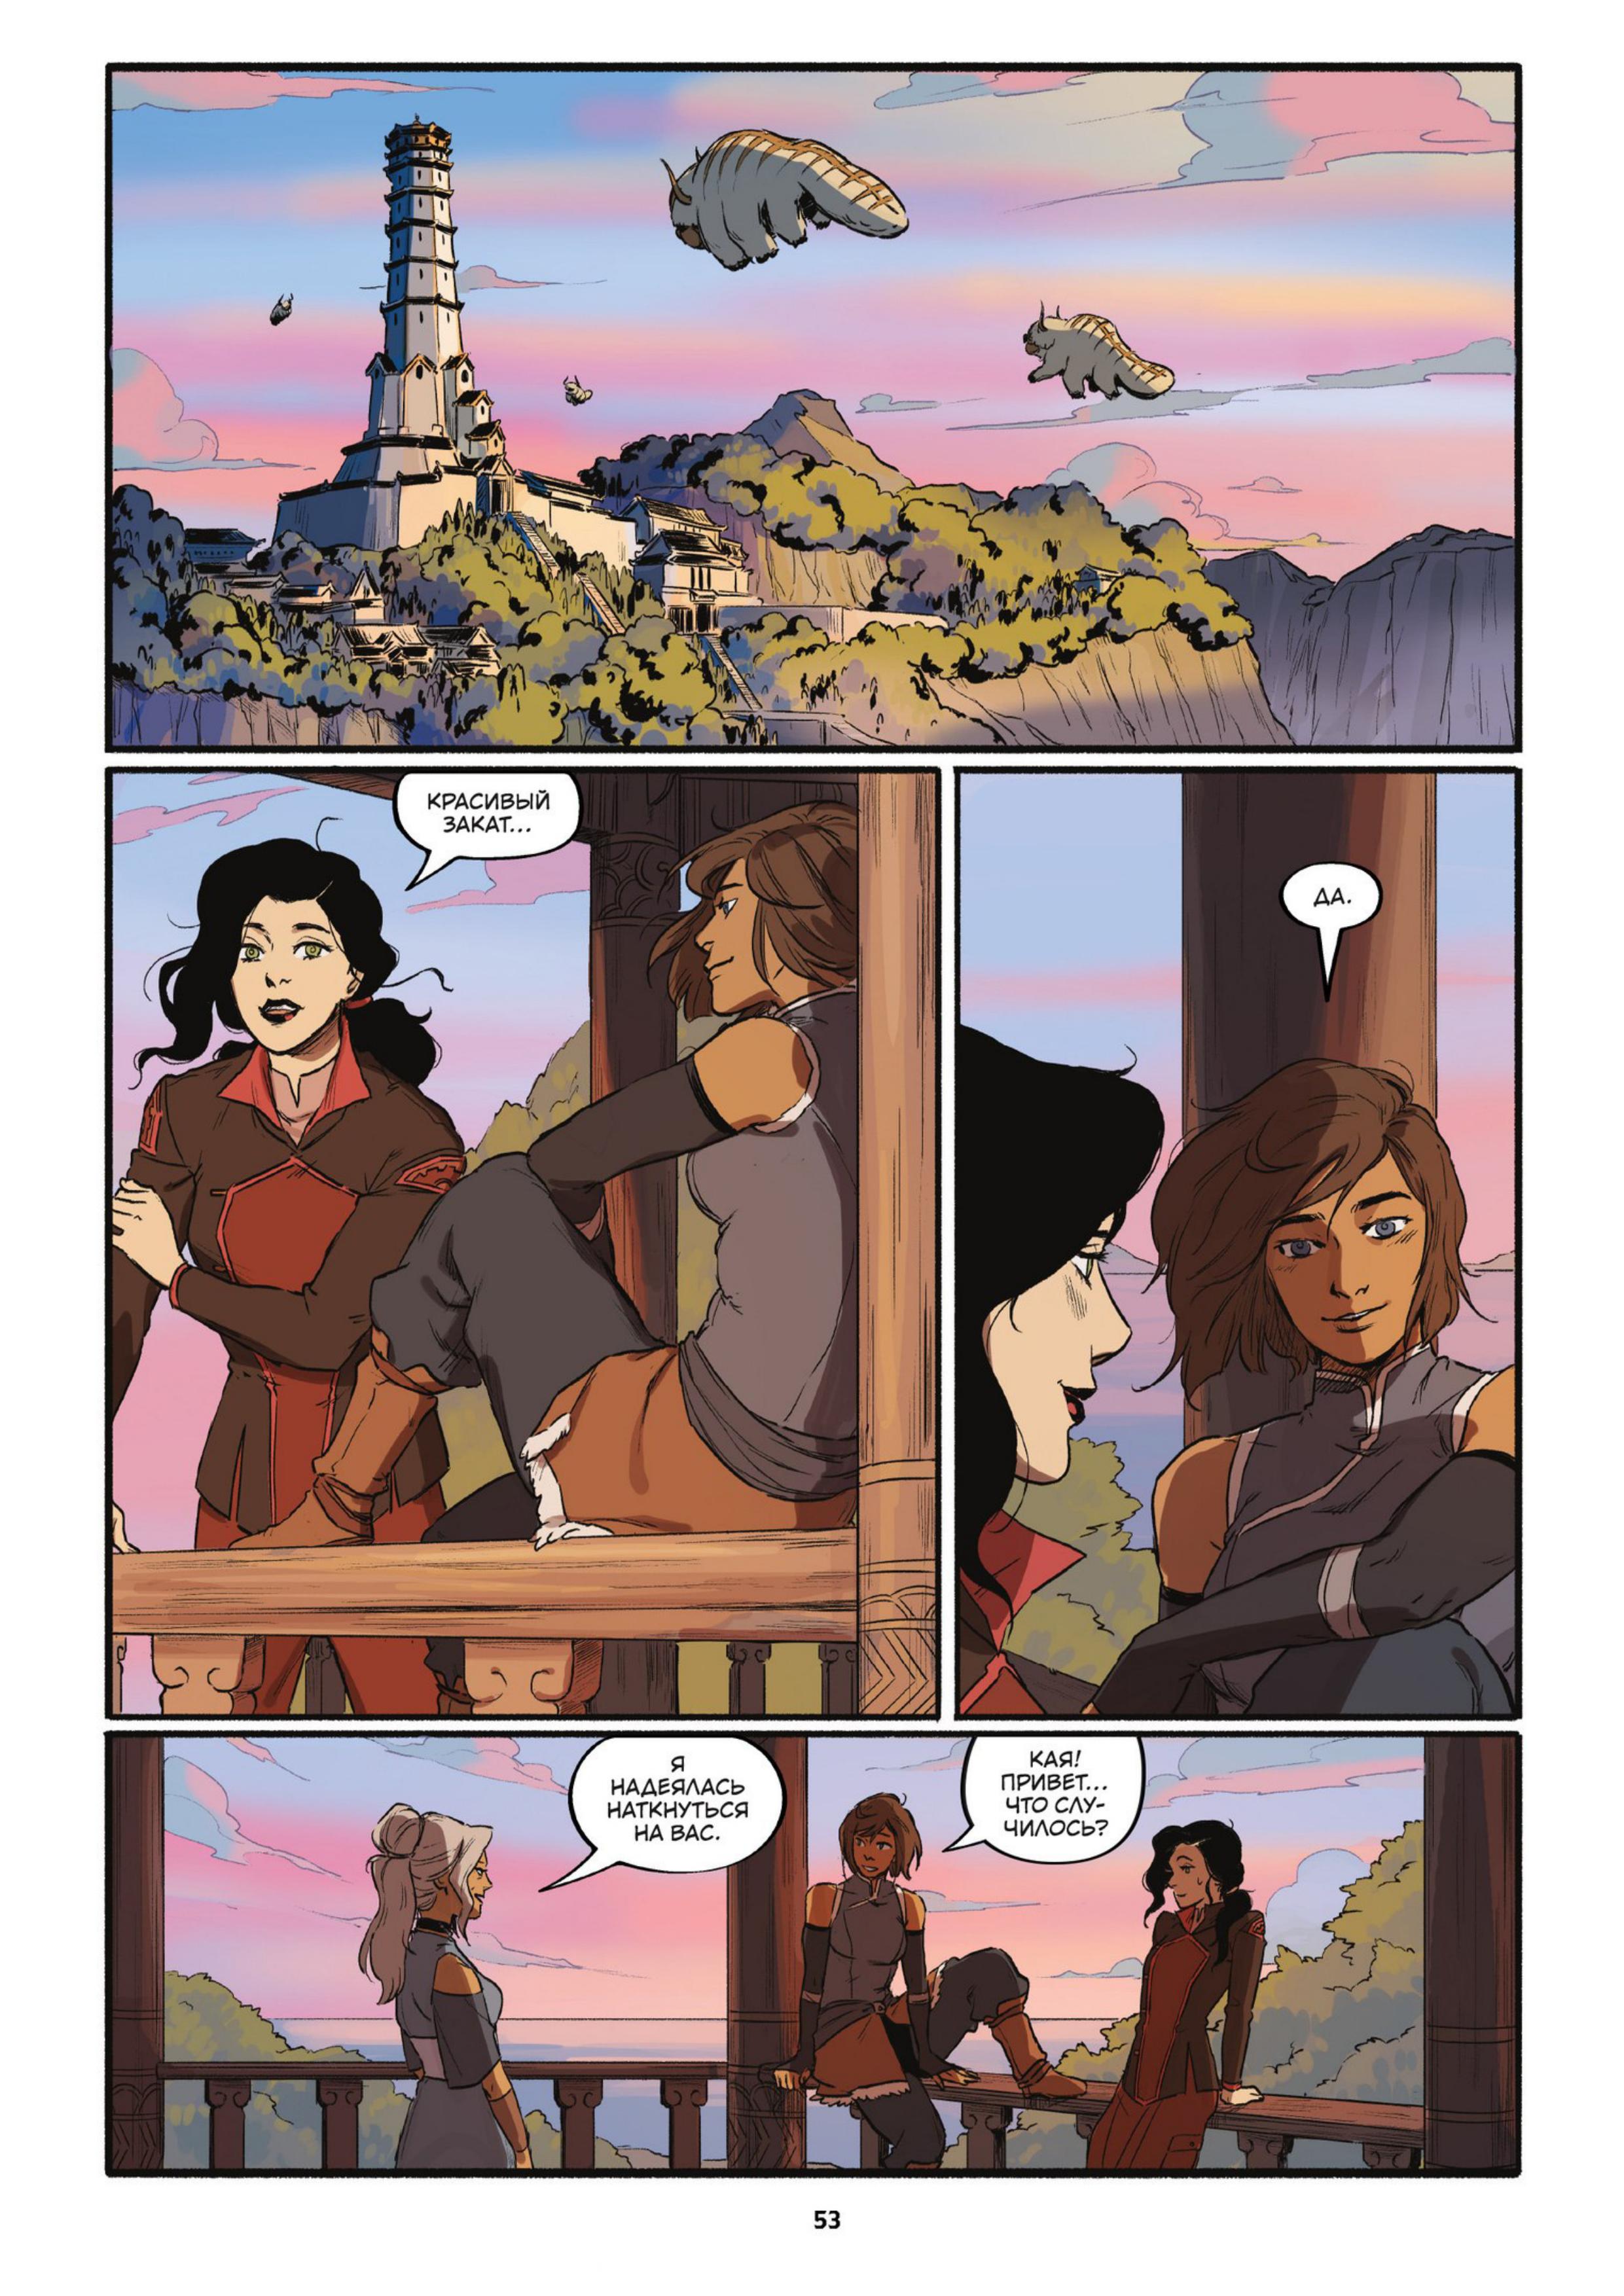 КРАСИВЫЙ
ЗАКАТ...
ДА.
Я
НАДЕЯЛАСЬ
НАТКНУТЬСЯ
НА ВАС.
КАЯ!
ПРИВЕТ...
ЧТО СЛУ-
ЧИЛОСЬ?
53